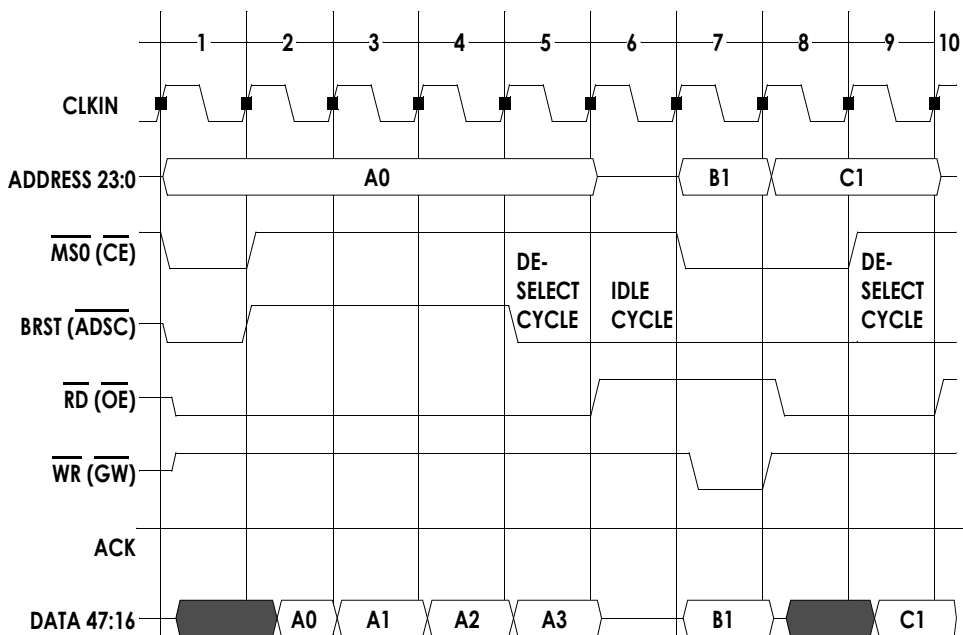 1 2 3 4 5 6 7 8 9 10
CLKIN
ADDRESS 23:0 A0 B1 C1
MS0 (CE)
DE-
SELECT
CYCLE
IDLE
CYCLE
DE-
SELECT
CYCLE
BRST (ADSC)
RD (OE)
WR (GW)
ACK
DATA 47:16 A0 A1 A2 A3 B1 C1